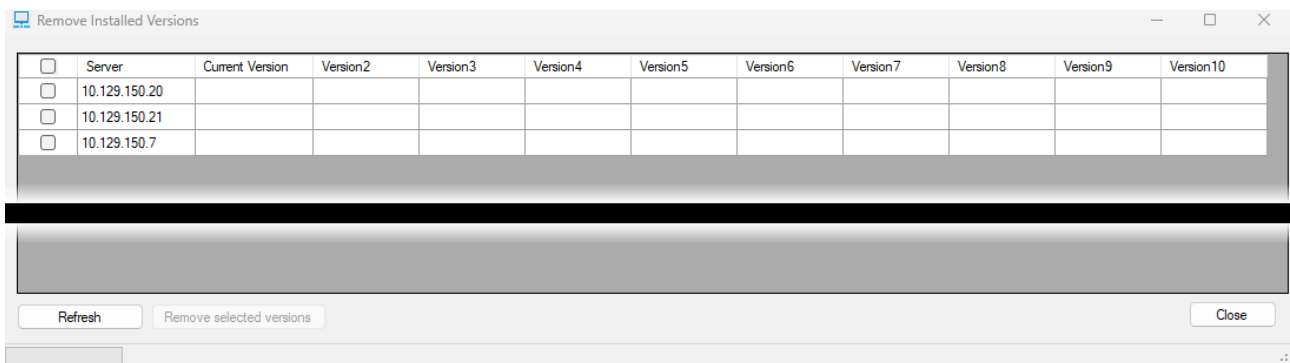 Remove Installed Versions
Server Current Version Version2 Version3 Version4 Version5 Version6 Version7 Version8 Version9 Version10
10.129.150.20
10.129.150.21
10.129.150.7
Refresh Remove selected versions Close